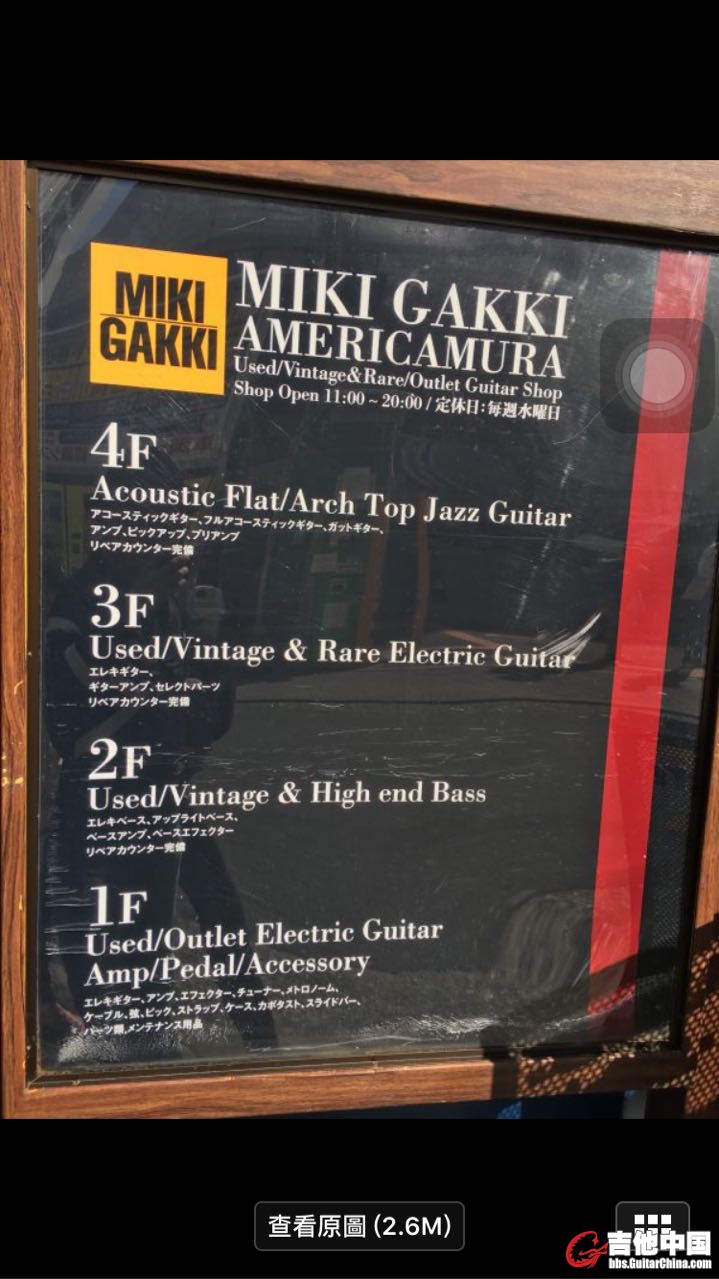 MIKI
GAKKI
MIKI GAKKI
AMERICAMURA
Used/Vintage&Rare/Outlet Guitar Shop
Shop Open 11:00~20:00 / 定休日:毎週水曜日
4F
Acoustic Flat/Arch Top Jazz Guitar
アコースティックギター、フルアコースティックギター、ガットギター、
アンプ、ピックアップ、プリアンプ
リペアカウンター完備
3F
Used/Vintage & Rare Electric Guitar
エレキギター、
ギターアンプ、セレクトパーツ
リペアカウンター完備
2F
Used/Vintage & High end Bass
エレキベース、アップライトベース、
ベースアンプ、ベースエフェクター
リペアカウンター完備
1F
Used/Outlet Electric Guitar
Amp/Pedal/Accessory
エレキギター、アンプ、エフェクター、チューナー、メトロノーム、
ケーブル、弦、ピック、ストラップ、ケース、カポタスト、スライドバー、
パーツ類、メンテナンス用品
查看原圖 (2.6M)
吉他中国
bbs.GuitarChina.com